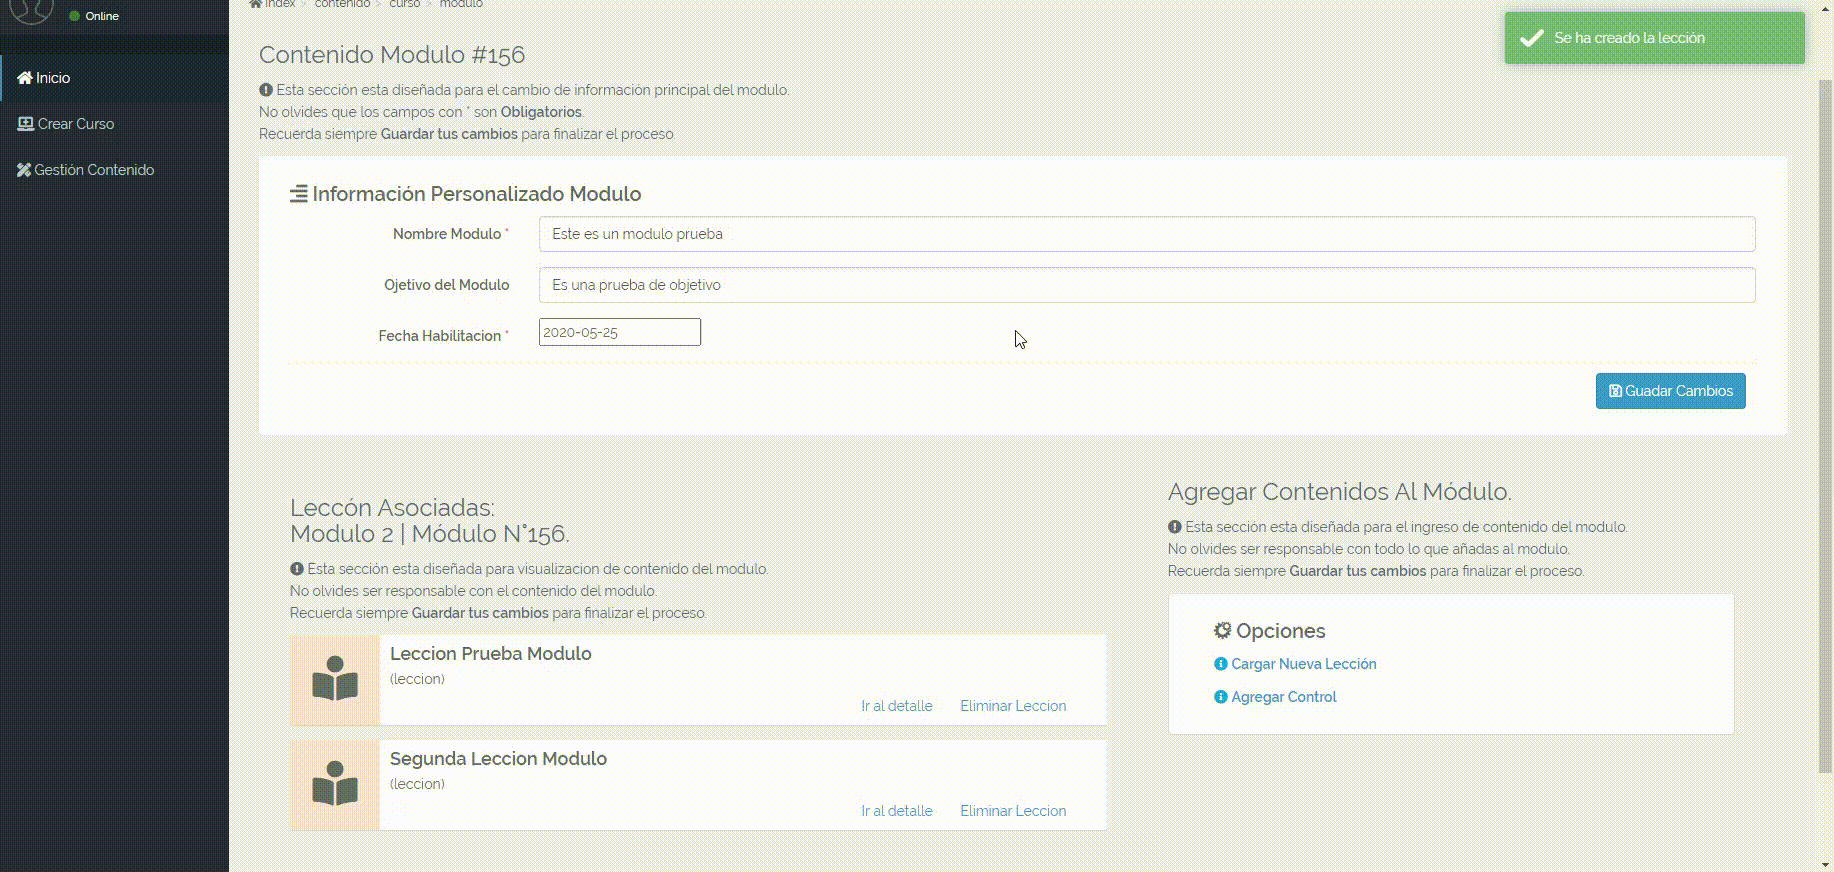 Online
Inicio
Crear Curso
Gestión Contenido
Index > contenido > curso > modulo
Se ha creado la lección
Contenido Modulo #156
Esta sección esta diseñada para el cambio de información principal del modulo.
No olvides que los campos con * son Obligatorios.
Recuerda siempre Guardar tus cambios para finalizar el proceso.
Información Personalizado Modulo
Nombre Modulo * Este es un modulo prueba
Ojetivo del Modulo Es una prueba de objetivo
Fecha Habilitacion * 2020-05-25
Guadar Cambios
Leccón Asociadas:
Modulo 2 | Módulo N°156.
Esta sección esta diseñada para visualizacion de contenido del modulo.
No olvides ser responsable con el contenido del modulo.
Recuerda siempre Guardar tus cambios para finalizar el proceso.
Leccion Prueba Modulo
(leccion)
Ir al detalle Eliminar Leccion
Segunda Leccion Modulo
(leccion)
Ir al detalle Eliminar Leccion
Agregar Contenidos Al Módulo.
Esta sección esta diseñada para el ingreso de contenido del modulo.
No olvides ser responsable con todo lo que añadas al modulo.
Recuerda siempre Guardar tus cambios para finalizar el proceso.
Opciones
Cargar Nueva Lección
Agregar Control